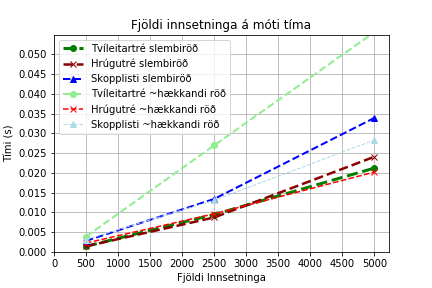 Fjöldi innsetninga á móti tíma
Tvíleitartré slembiröð
Hrúgutré slembiröð
Skopplisti slembiröð
Tvíleitartré ~hækkandi röð
Hrúgutré ~hækkandi röð
Skopplisti ~hækkandi röð
0.050
0.045
0.040
0.035
0.030
0.025
0.020
0.015
0.010
0.005
0.000
Tími (s)
0 500 1000 1500 2000 2500 3000 3500 4000 4500 5000
Fjöldi Innsetninga